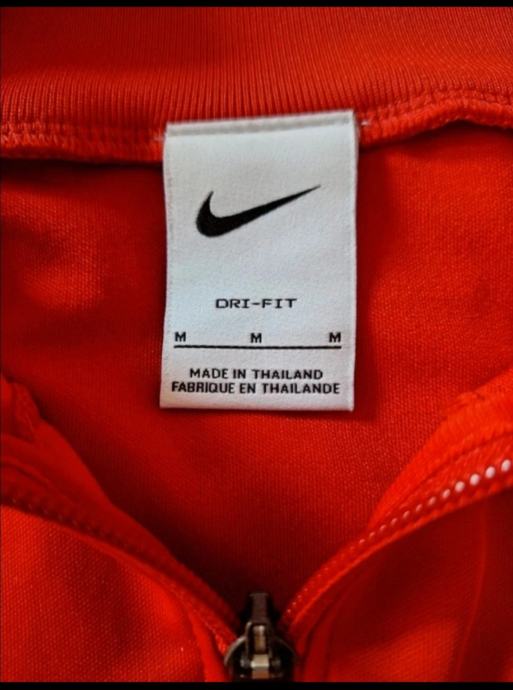 DRI-FIT
M M M
MADE IN THAILAND
FABRIQUE EN THAILANDE